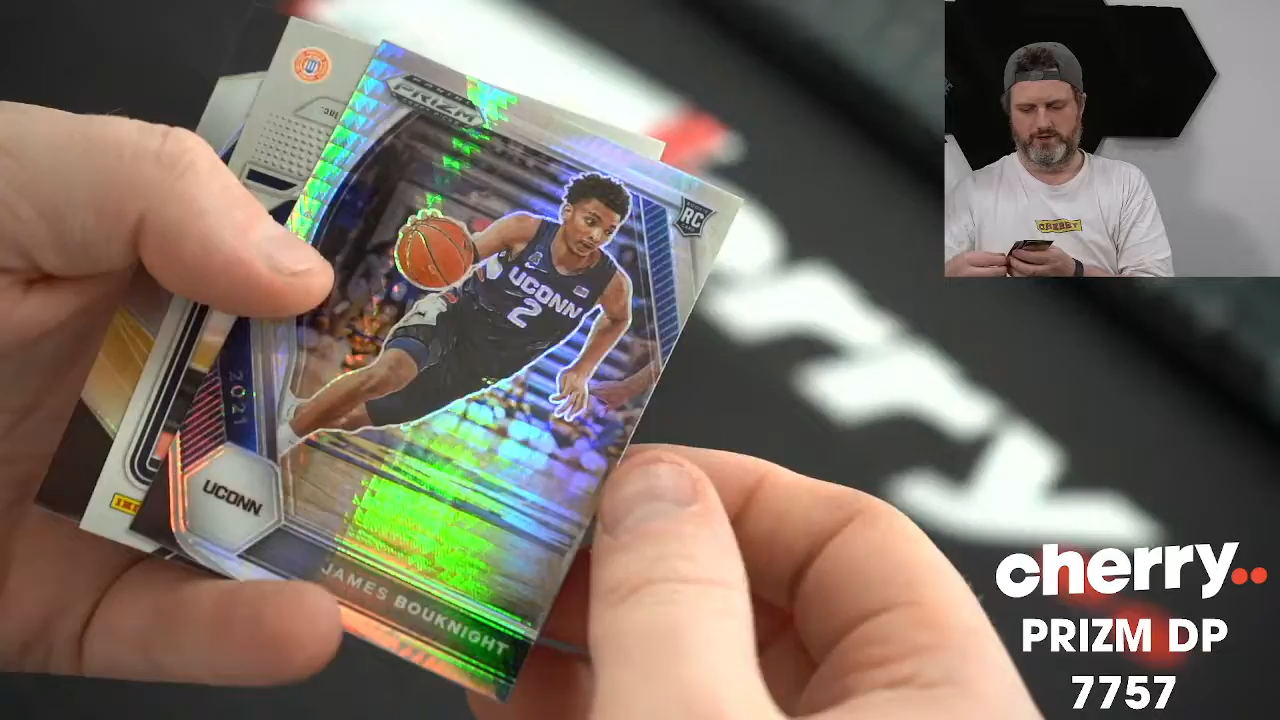 PRIZM
RC
UCONN
2
2021
UCONN
JAMES BOUKNIGHT
CHERRY
cherry..
PRIZM DP
7757